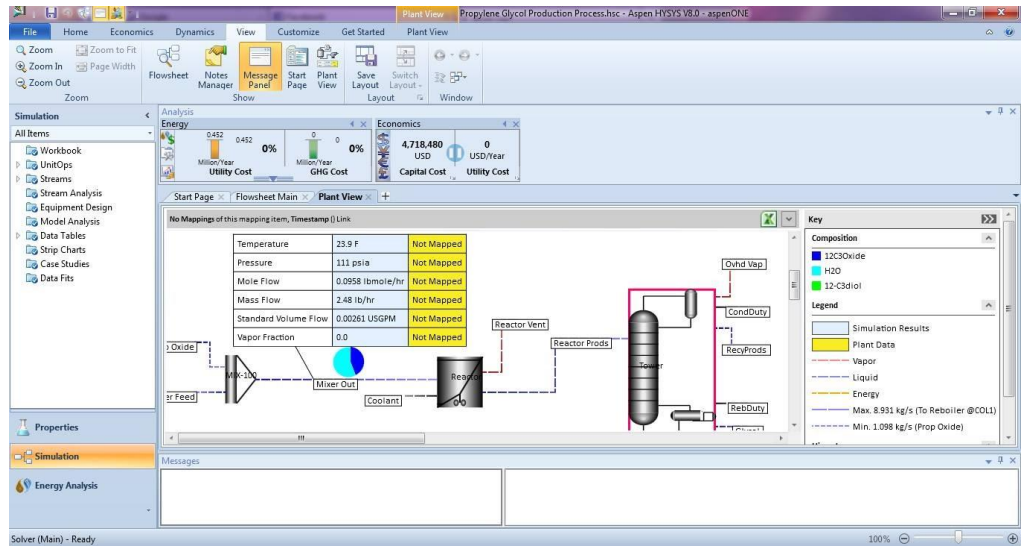 Plant View
Propylene Glycol Production Process.hsc - Aspen HYSYS V8.0 - aspenONE
File Home Economics Dynamics View Customize Get Started Plant View
Zoom Zoom to Fit
Zoom In Page Width
Zoom Out
Flowsheet Notes Manager Message Panel Start Page Plant View Save Layout Switch Layout
Zoom Show Layout Window
Simulation
All Items
Workbook
UnitOps
Streams
Stream Analysis
Equipment Design
Model Analysis
Data Tables
Strip Charts
Case Studies
Data Fits
Properties
Simulation
Energy Analysis
Analysis
Energy
0.452 0.452 0% 0 0 0%
Million/Year Million/Year
Utility Cost GHG Cost
Economics
4,718,480 0
USD USD/Year
Capital Cost Utility Cost
Start Page Flowsheet Main Plant View +
No Mappings of this mapping item, Timestamp () Link
Temperature 23.9 F Not Mapped
Pressure 111 psia Not Mapped
Mole Flow 0.0958 lbmole/hr Not Mapped
Mass Flow 2.48 lb/hr Not Mapped
Standard Volume Flow 0.00261 USGPM Not Mapped
Vapor Fraction 0.0 Not Mapped
Oxide
MIX-100
er Feed
Mixer Out
Coolant
Reactor
Reactor Vent
Reactor Prods
Tower
Ovhd Vap
CondDuty
RecyProds
RebDuty
Key
Composition
12C3Oxide
H2O
12-C3diol
Legend
Simulation Results
Plant Data
Vapor
Liquid
Energy
Max. 8.931 kg/s (To Reboiler @COL1)
Min. 1.098 kg/s (Prop Oxide)
Messages
Solver (Main) - Ready
100%